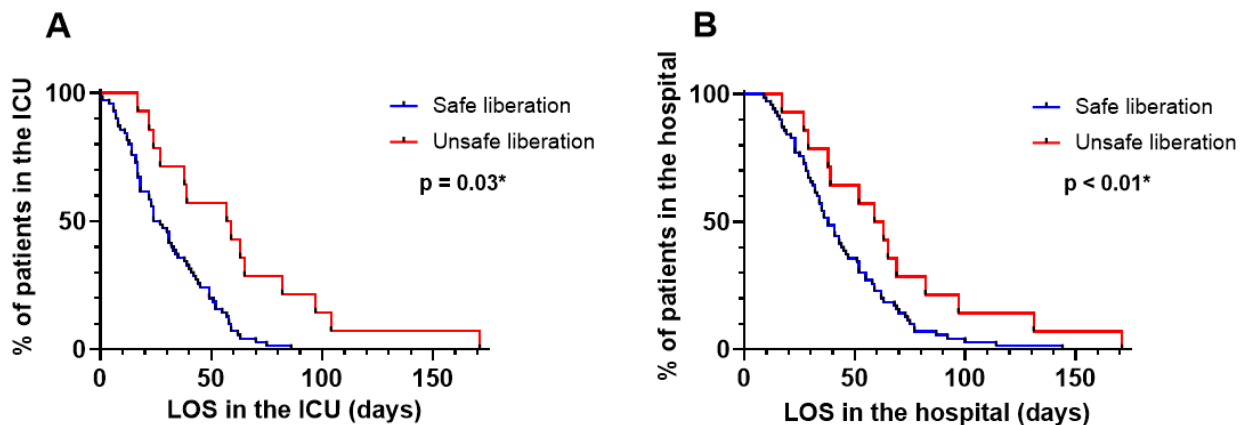 A
% of patients in the ICU
100
50
0
Safe liberation
Unsafe liberation
p = 0.03*
0 50 100 150
LOS in the ICU (days)
B
% of patients in the hospital
100
50
0
Safe liberation
Unsafe liberation
p < 0.01*
0 50 100 150
LOS in the hospital (days)